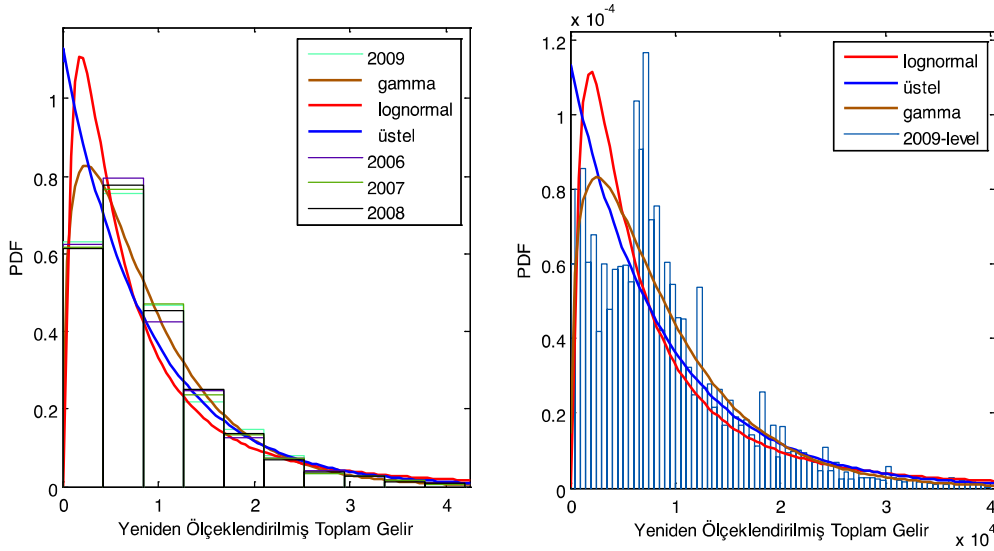 2009
gamma
lognormal
üstel
2006
2007
2008
PDF
1
0.8
0.6
0.4
0.2
0
0 1 2 3 4
Yeniden Ölçeklendirilmiş Toplam Gelir
x 10-4
lognormal
üstel
gamma
2009-level
PDF
1.2
1
0.8
0.6
0.4
0.2
0
0 1 2 3 4
Yeniden Ölçeklendirilmiş Toplam Gelir
x 104